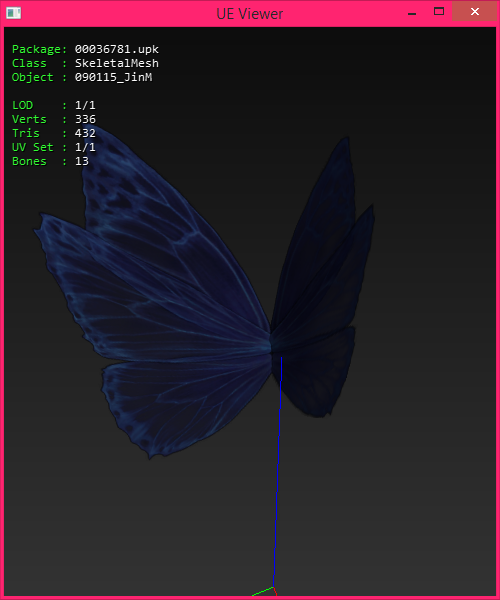 UE Viewer
Package: 00036781.upk
Class : SkeletalMesh
Object : 090115_JinM
LOD : 1/1
Verts : 336
Tris : 432
UV Set : 1/1
Bones : 13